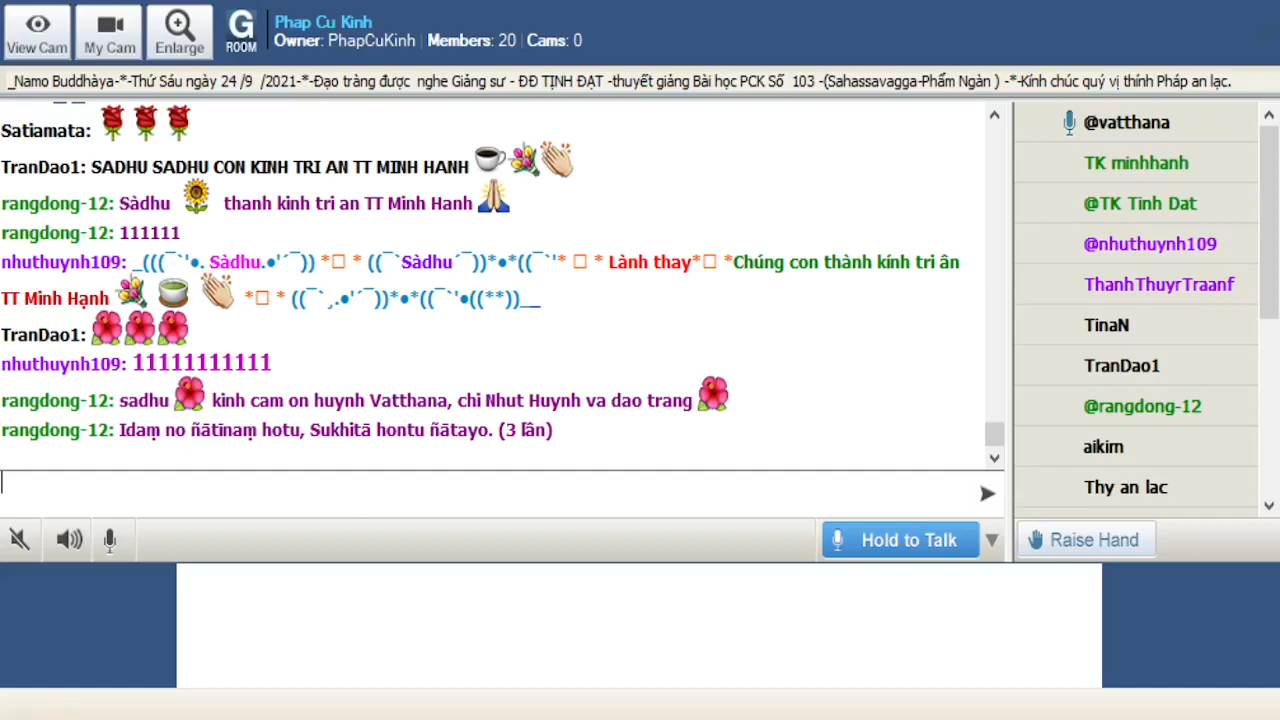 View Cam
My Cam
Enlarge
G
ROOM
Phap Cu Kinh
Owner: PhapCuKinh | Members: 20 | Cams: 0
_Namo Buddhàya-*-Thứ Sáu ngày 24 /9 /2021-*-Đạo tràng được nghe Giảng sư - ĐĐ TỊNH ĐẠT -thuyết giảng Bài học PCK Số 103 -(Sahassavagga-Phẩm Ngàn ) -*-Kính chúc quý vị thính Pháp an lạc.
Satiamata:
TranDao1: SADHU SADHU CON KINH TRI AN TT MINH HANH
rangdong-12: Sàdhu thanh kinh tri an TT Minh Hanh
rangdong-12: 111111
nhuthuynh109: _(((¯`'●. Sàdhu.●'´¯)) *□ * ((¯`Sàdhu´¯))*●*((¯`'* □ * Lành thay*□ *Chúng con thành kính tri ân
TT Minh Hạnh *□ * ((¯`¸.●'´¯))*●*((¯`'●((**))__
TranDao1:
nhuthuynh109: 11111111111
rangdong-12: sadhu kinh cam on huynh Vatthana, chi Nhut Huynh va dao trang
rangdong-12: Idaṃ no ñātīnaṃ hotu, Sukhitā hontu ñātayo. (3 lần)
@vatthana
TK minhhanh
@TK Tinh Dat
@nhuthuynh109
ThanhThuyrTraanf
TinaN
TranDao1
@rangdong-12
aikim
Thy an lac
Hold to Talk
Raise Hand